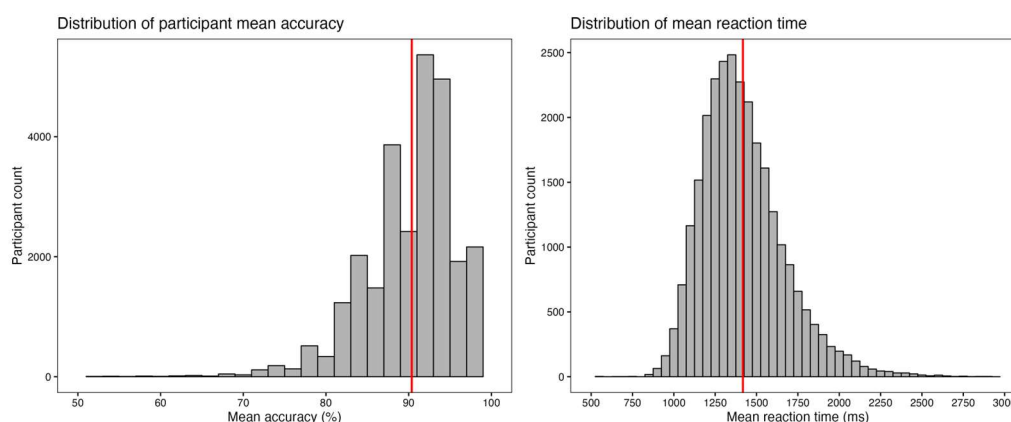 Distribution of participant mean accuracy
Participant count
4000
2000
0
50 60 70 80 90 100
Mean accuracy (%)
Distribution of mean reaction time
Participant count
2500
2000
1500
1000
500
0
500 750 1000 1250 1500 1750 2000 2250 2500 2750 300
Mean reaction time (ms)